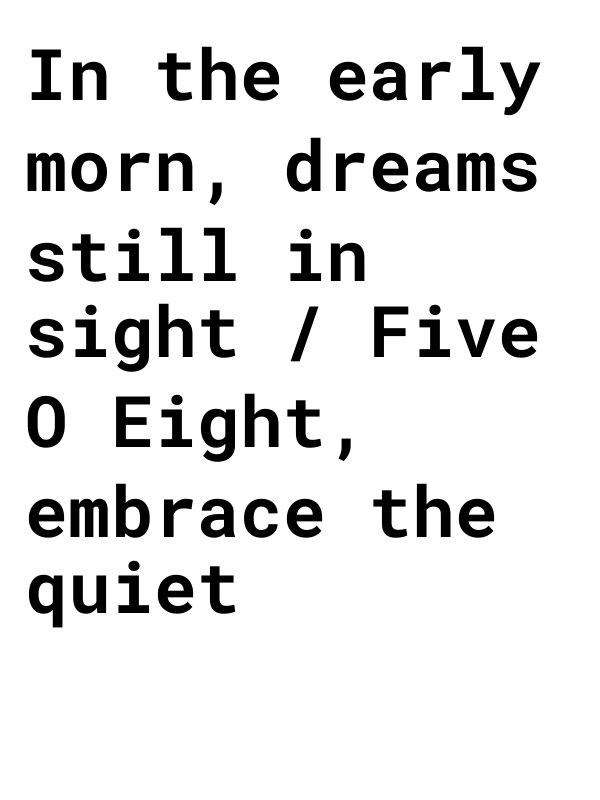 In the early
morn, dreams
still in
sight / Five
O Eight,
embrace the
quiet